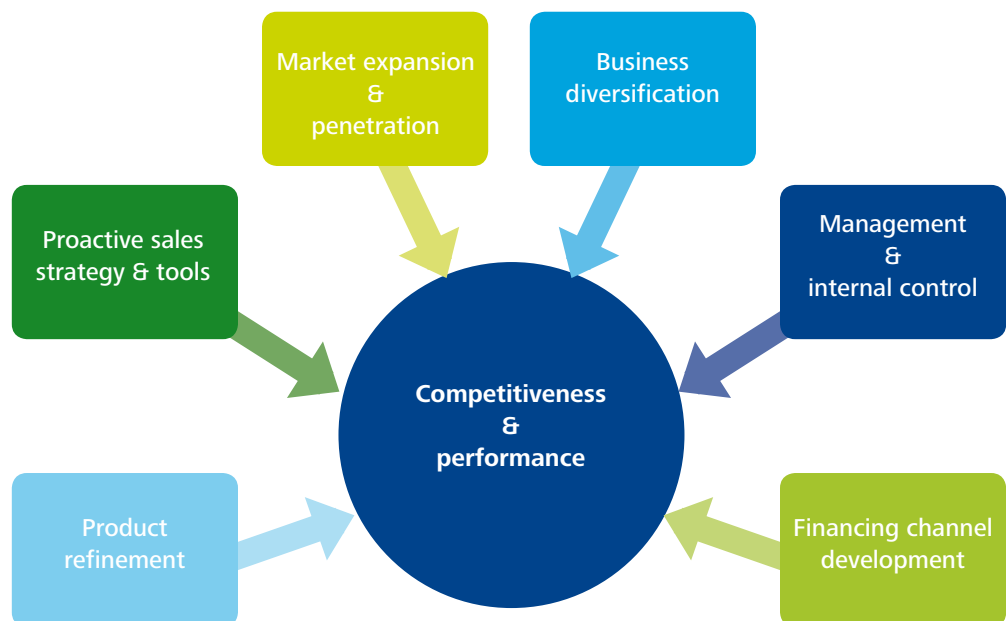 Market expansion
&
penetration
Business
diversification
Proactive sales
strategy & tools
Management
&
internal control
Competitiveness
&
performance
Product
refinement
Financing channel
development